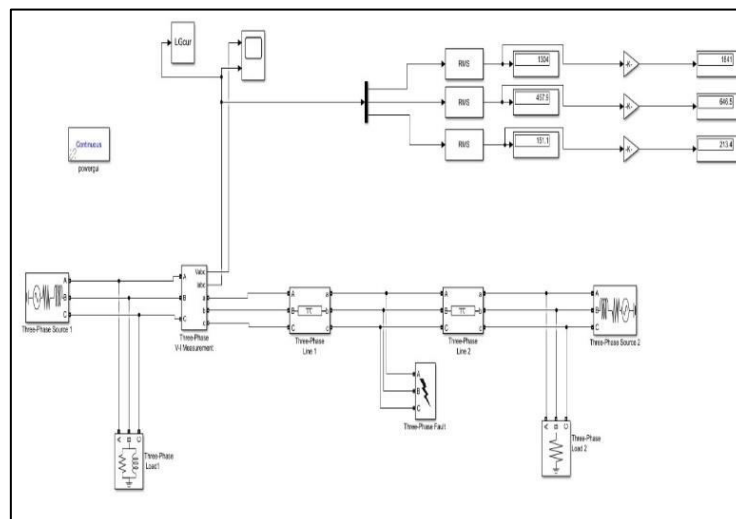 LGcur
RMS
1304
-K-
1841
RMS
457.8
-K-
646.5
RMS
151.1
-K-
213.4
Continuous
powergui
A
B
C
Three-Phase Source 1
A
B
C
Vabc
Iabc
a
b
c
Three-Phase
V-I Measurement
A
B
C
a
b
c
Three-Phase
Line 1
A
B
C
a
b
c
Three-Phase
Line 2
A
B
C
Three-Phase Source 2
A
B
C
Three-Phase Fault
A
B
C
Three-Phase
Load1
A
B
C
Three-Phase
Load 2